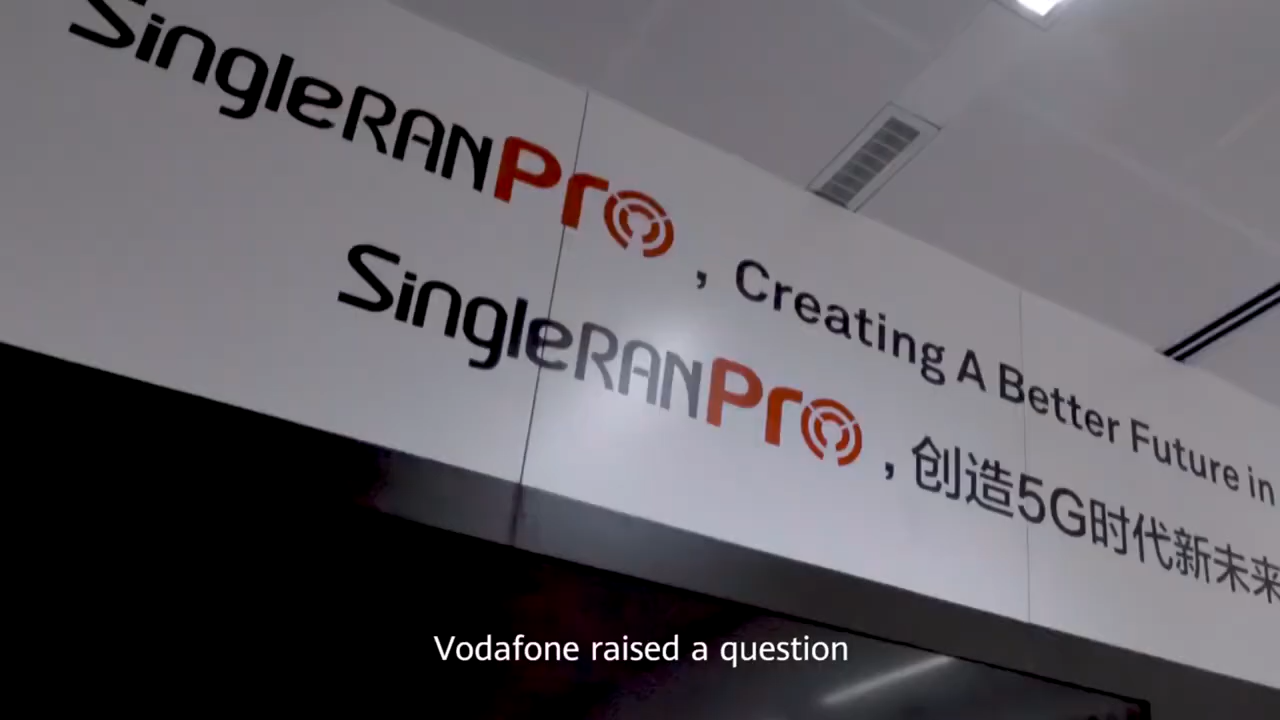 SingleRANPro, Creating A Better Future in
SingleRANPro, 创造5G时代新未来
Vodafone raised a question